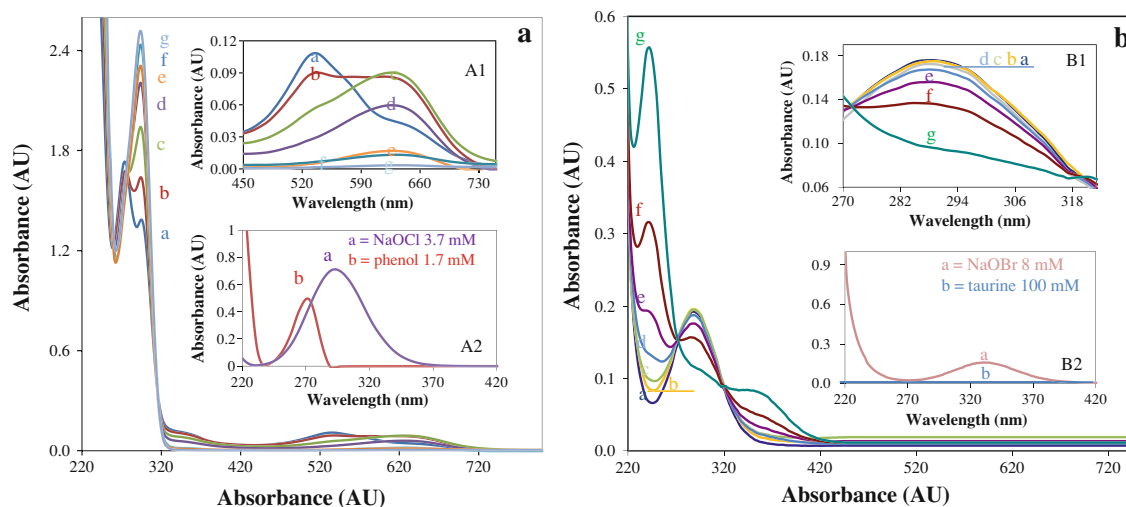 a
2.4
1.8
1.2
0.6
0.0
220
320
420
520
620
720
Absorbance (AU)
Absorbance (AU)
g
f
e
d
c
b
a
A1
0.12
0.09
0.06
0.03
0.00
450
520
590
660
730
Absorbance (AU)
Wavelength (nm)
a
b
c
d
e
f
g
A2
1
0.8
0.6
0.4
0.2
0
220
270
320
370
420
Absorbance (AU)
Wavelength (nm)
a = NaOCl 3.7 mM
b = phenol 1.7 mM
a
b
b
0.6
0.5
0.4
0.3
0.2
0.1
0.0
220
320
420
520
620
720
Absorbance (AU)
Absorbance (AU)
g
f
e
d
c
b
a
B1
0.18
0.14
0.10
0.06
270
282
294
306
318
Absorbance (AU)
Wavelength (nm)
d c b a
e
f
g
B2
0.9
0.6
0.3
0.0
220
270
320
370
420
Absorbance (AU)
Wavelength (nm)
a = NaOBr 8 mM
b = taurine 100 mM
a
b